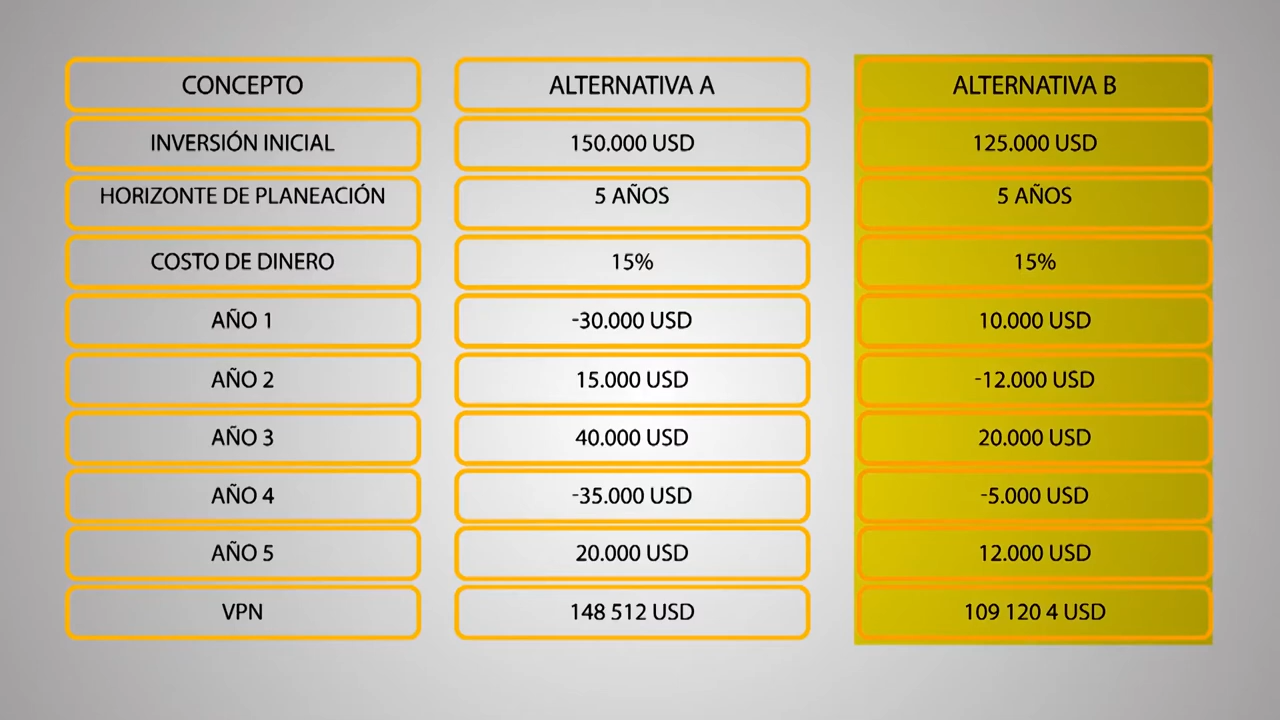 CONCEPTO ALTERNATIVA A ALTERNATIVA B
INVERSIÓN INICIAL 150.000 USD 125.000 USD
HORIZONTE DE PLANEACIÓN 5 AÑOS 5 AÑOS
COSTO DE DINERO 15% 15%
AÑO 1 -30.000 USD 10.000 USD
AÑO 2 15.000 USD -12.000 USD
AÑO 3 40.000 USD 20.000 USD
AÑO 4 -35.000 USD -5.000 USD
AÑO 5 20.000 USD 12.000 USD
VPN 148 512 USD 109 120 4 USD